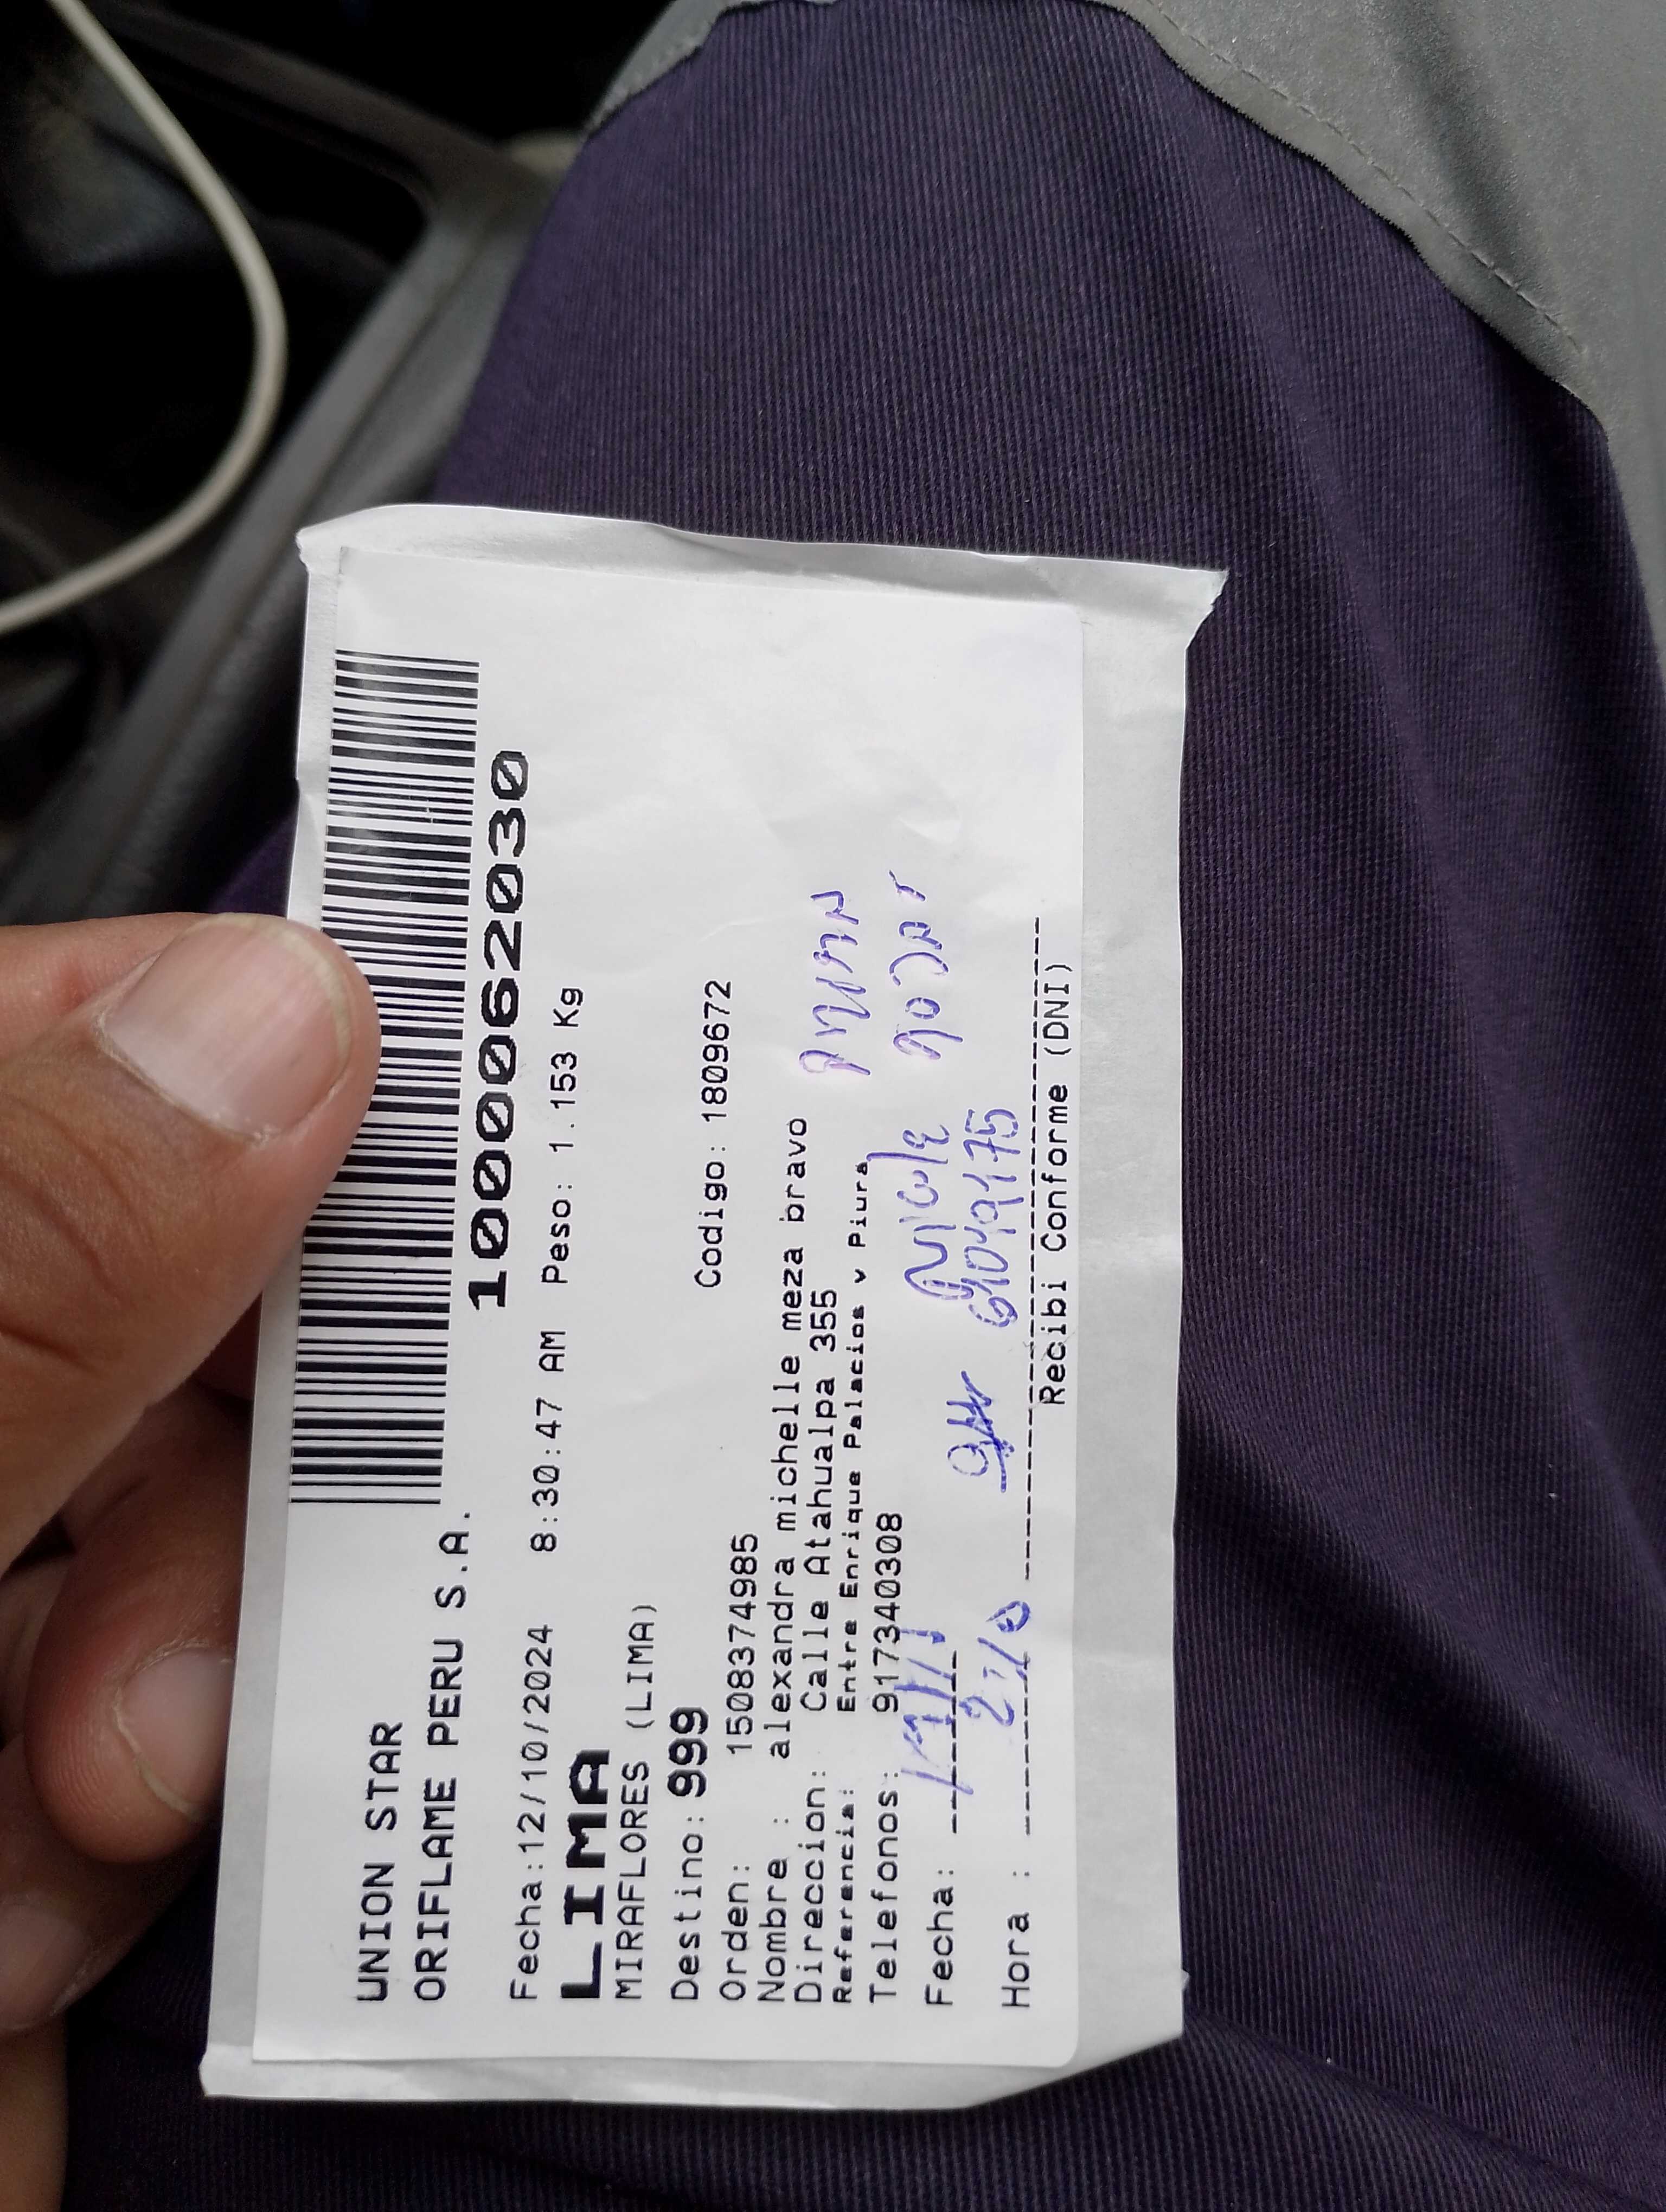 1000062030
UNION STAR
ORIFLAME PERU S.A.
Fecha:12/10/2024 8:30:47 AM Peso: 1.153 Kg
LIMA
MIRAFLORES (LIMA)
Destino: 999
Codigo: 1809672
Orden: 1508374985
Nombre : alexandra michelle meza bravo
Direccion: Calle Atahualpa 355
Referencia: Entre Enrique Palacios v Piura
Telefonos: 917340308
Fecha:
Nicole
Hora :
Recibi Conforme (DNI)